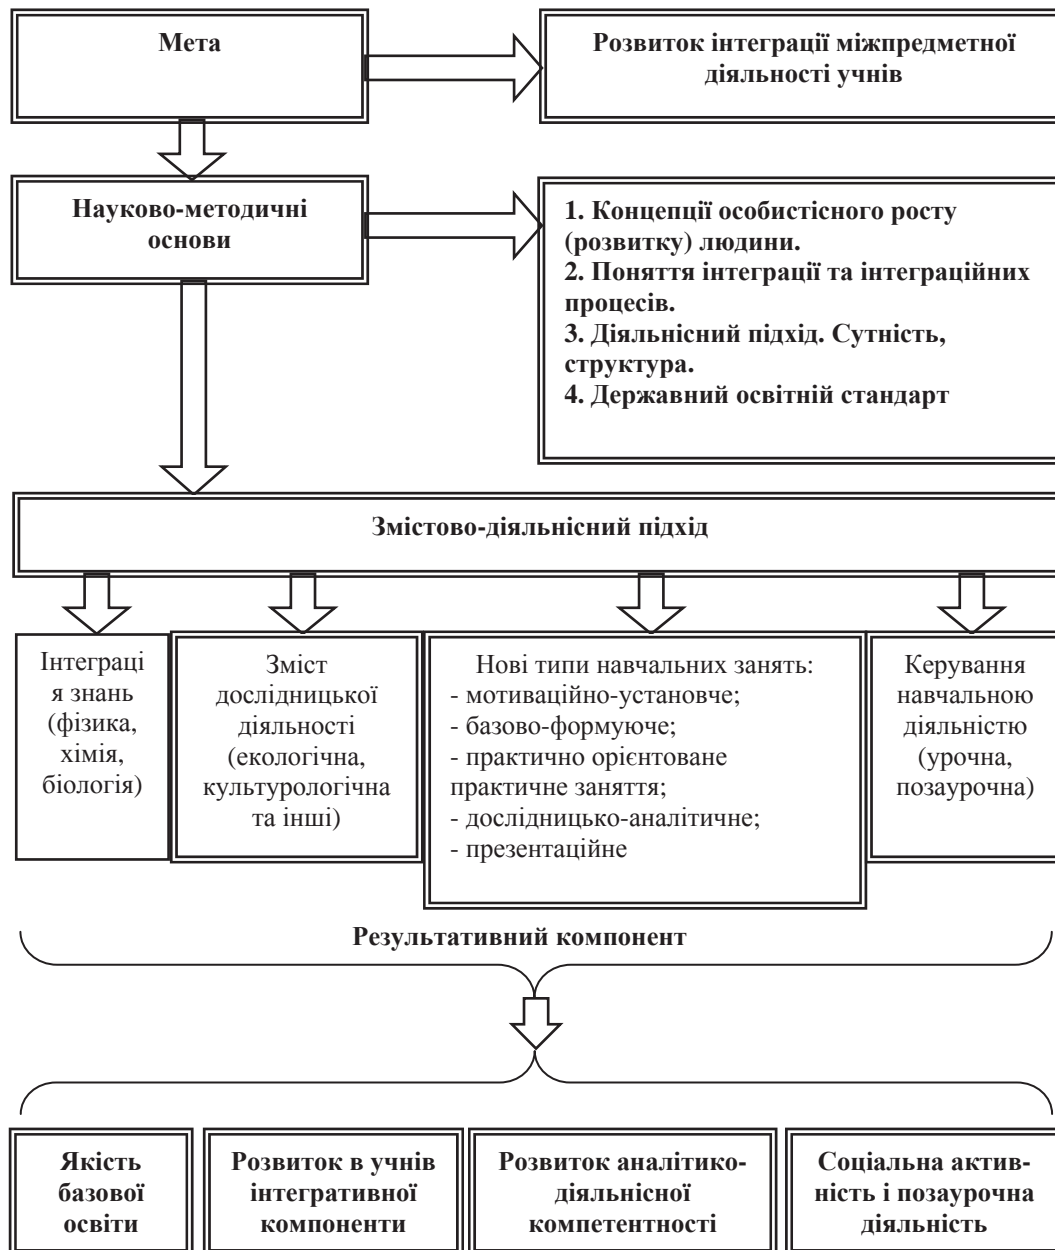 Мета
Розвиток інтеграції міжпредметної
діяльності учнів
Науково-методичні
основи
1. Концепції особистісного росту
(розвитку) людини.
2. Поняття інтеграції та інтеграційних
процесів.
3. Діяльнісний підхід. Сутність,
структура.
4. Державний освітній стандарт
Змістово-діяльнісний підхід
Інтеграці
я знань
(фізика,
хімія,
біологія)
Зміст
дослідницької
діяльності
(екологічна,
культурологічна
та інші)
Нові типи навчальних занять:
- мотиваційно-установче;
- базово-формуюче;
- практично орієнтоване
практичне заняття;
- дослідницько-аналітичне;
- презентаційне
Керування
навчальною
діяльністю
(урочна,
позаурочна)
Результативний компонент
Якість
базової
освіти
Розвиток в учнів
інтегративної
компоненти
Розвиток аналітико-
діяльнісної
компетентності
Соціальна актив-
ність і позаурочна
діяльність